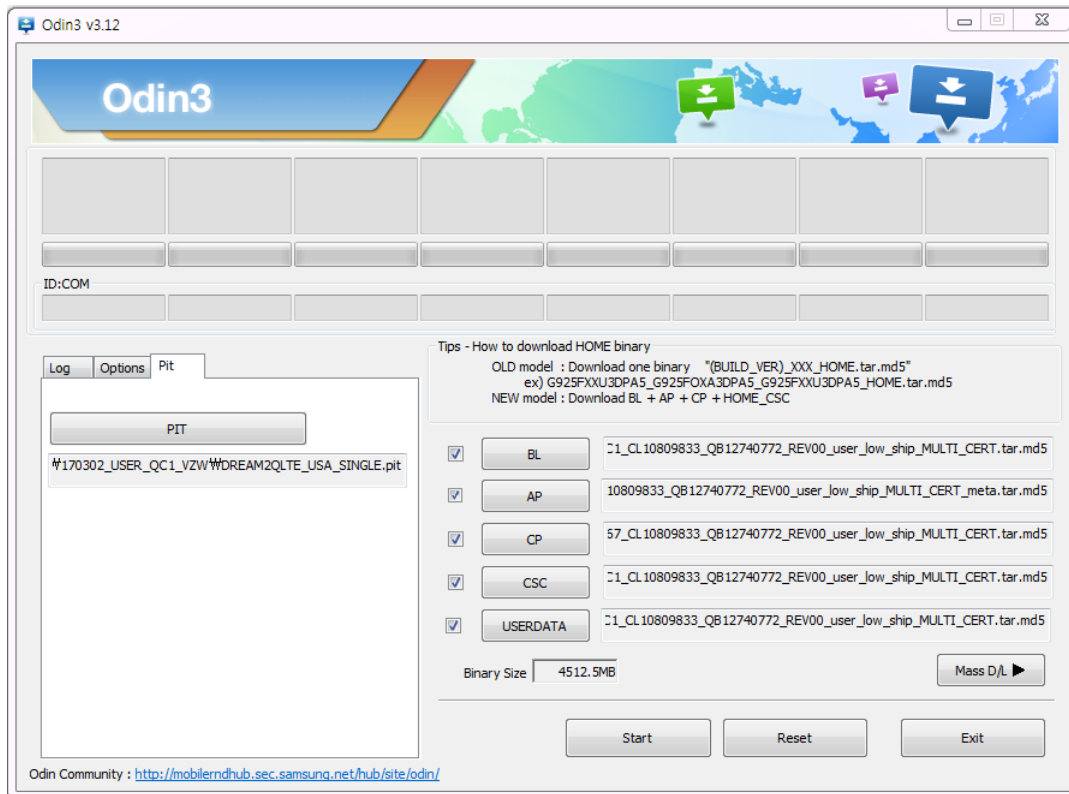 Odin3 v3.12
Odin3
ID:COM
Log
Options
Pit
PIT
₩170302_USER_QC1_VZW₩DREAM2QLTE_USA_SINGLE.pit
Tips - How to download HOME binary
OLD model : Download one binary "(BUILD_VER)_XXX_HOME.tar.md5"
ex) G925FXXU3DPA5_G925FOXA3DPA5_G925FXXU3DPA5_HOME.tar.md5
NEW model : Download BL + AP + CP + HOME_CSC
BL
C1_CL10809833_QB12740772_REV00_user_low_ship_MULTI_CERT.tar.md5
AP
10809833_QB12740772_REV00_user_low_ship_MULTI_CERT_meta.tar.md5
CP
57_CL10809833_QB12740772_REV00_user_low_ship_MULTI_CERT.tar.md5
CSC
C1_CL10809833_QB12740772_REV00_user_low_ship_MULTI_CERT.tar.md5
USERDATA
C1_CL10809833_QB12740772_REV00_user_low_ship_MULTI_CERT.tar.md5
Binary Size 4512.5MB
Mass D/L ▶
Start
Reset
Exit
Odin Community : http://mobilerndhub.sec.samsung.net/hub/site/odin/